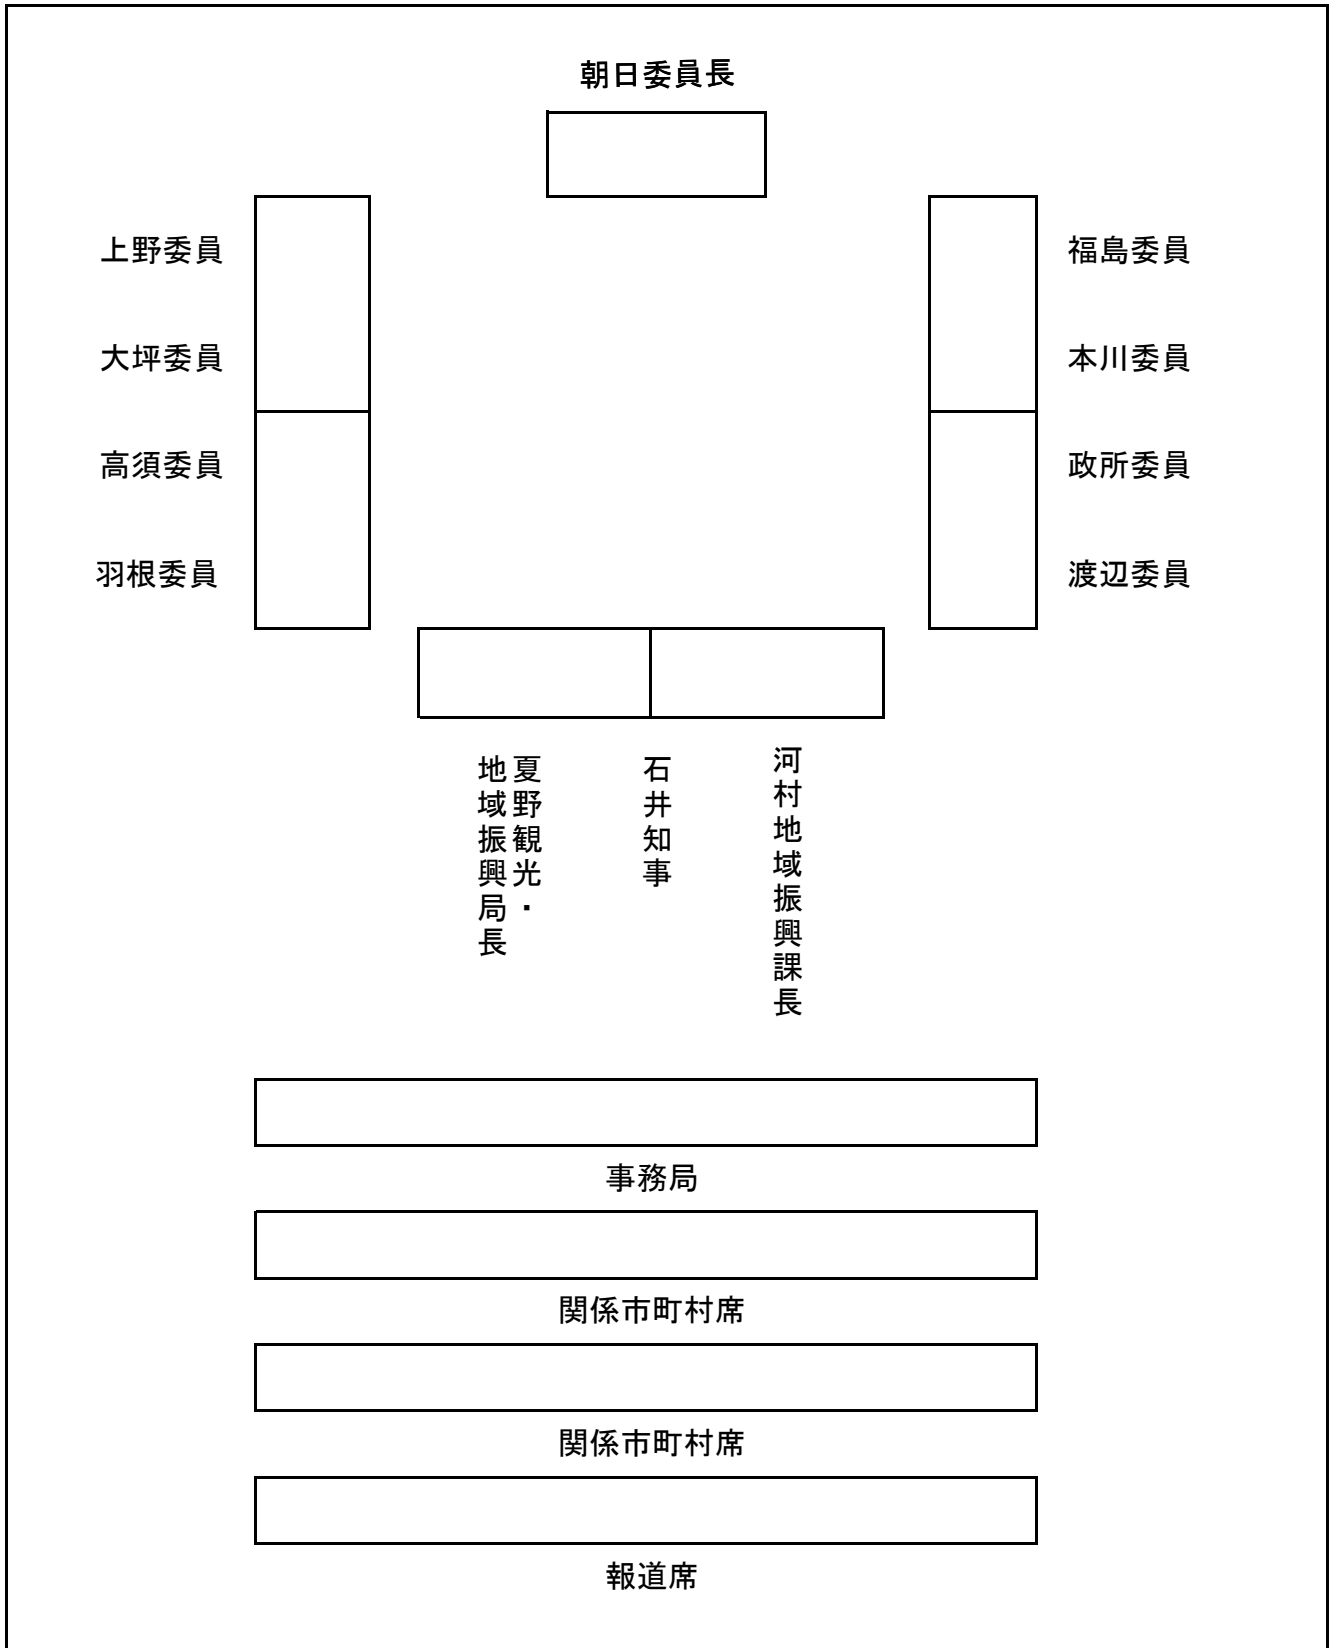 朝日委員長
上野委員
福島委員
大坪委員
本川委員
高須委員
政所委員
羽根委員
渡辺委員
夏野観光・
地域振興局長
石井知事
河村地域振興課長
事務局
関係市町村席
関係市町村席
報道席